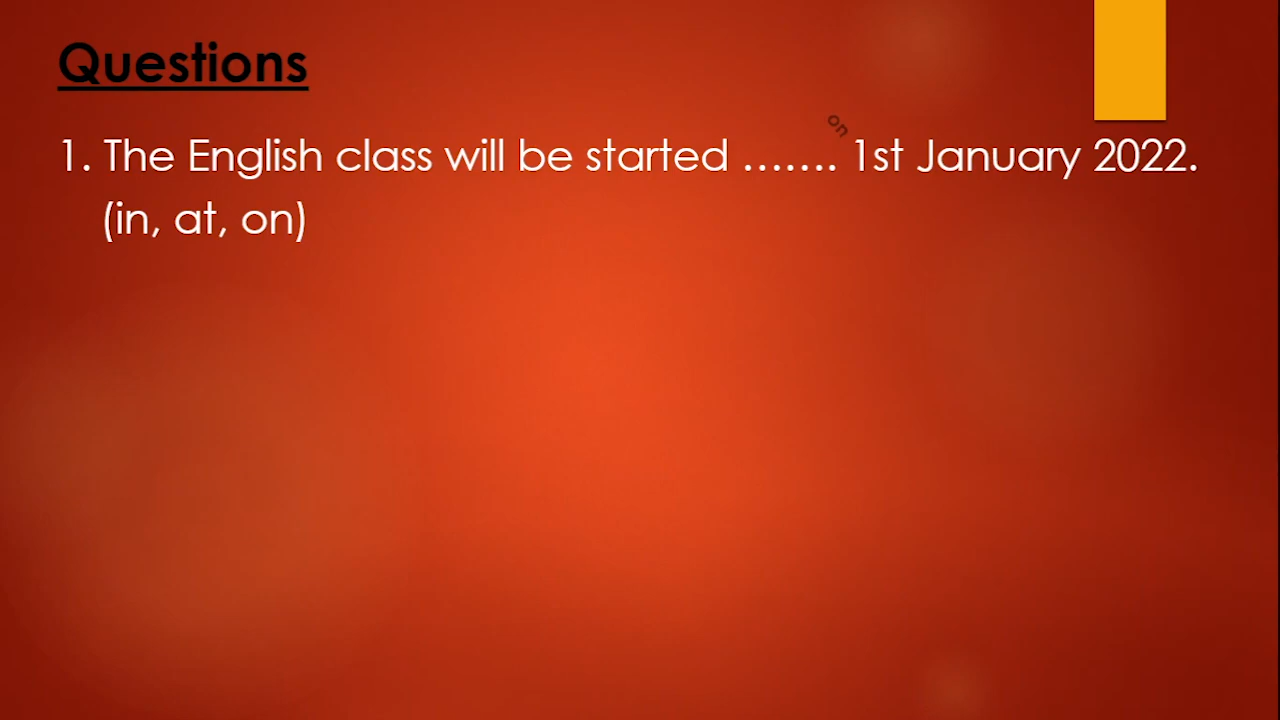 Questions
on
1. The English class will be started ....... 1st January 2022.
(in, at, on)